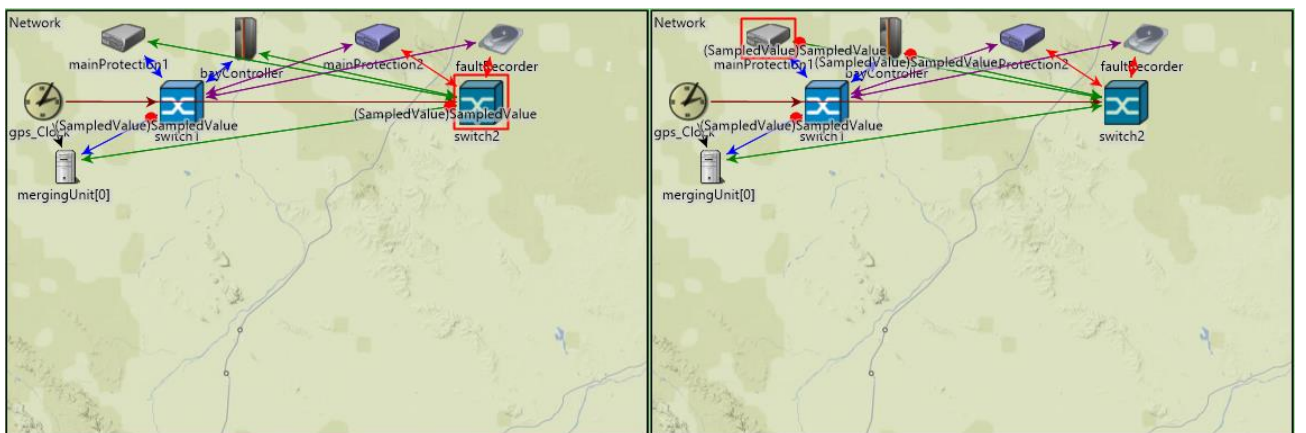 Network
mainProtection1
bayController
mainProtection2
faultRecorder
gps_Clock
(SampledValue)SampledValue
switch1
(SampledValue)SampledValue
switch2
mergingUnit[0]
Network
(SampledValue)SampledValue
mainProtection1
(SampledValue)SampledValue
bayController
Protection2
faultRecorder
gps_Clock
(SampledValue)SampledValue
switch1
switch2
mergingUnit[0]